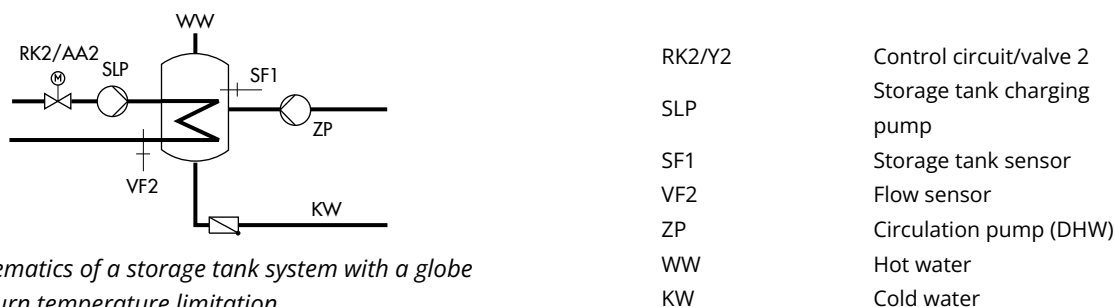 WW
RK2/AA2
M
SLP
SF1
ZP
VF2
KW
schematics of a storage tank system with a globe
temperature limitation
RK2/Y2 Control circuit/valve 2
SLP Storage tank charging
pump
SF1 Storage tank sensor
VF2 Flow sensor
ZP Circulation pump (DHW)
WW Hot water
KW Cold water